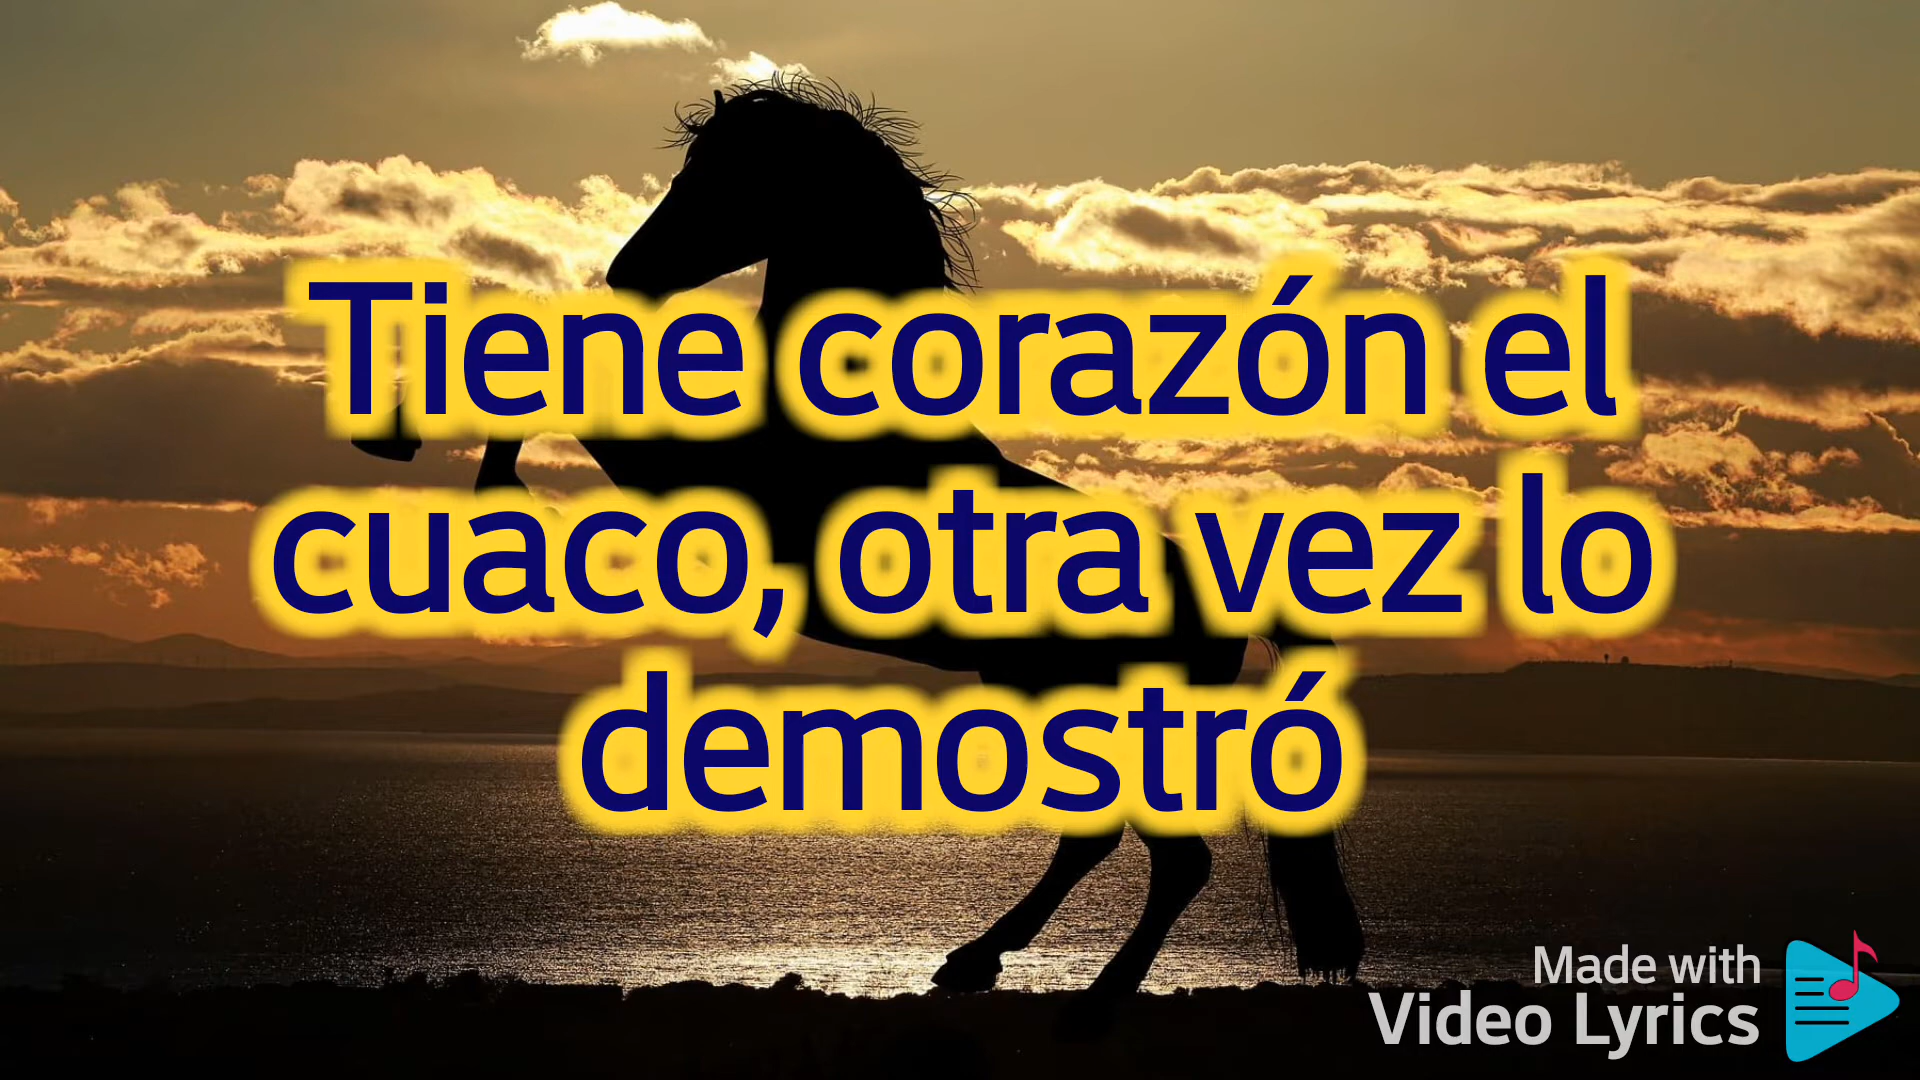 Tiene corazón el
cuaco, otra vez lo
demostró
Made with
Video Lyrics